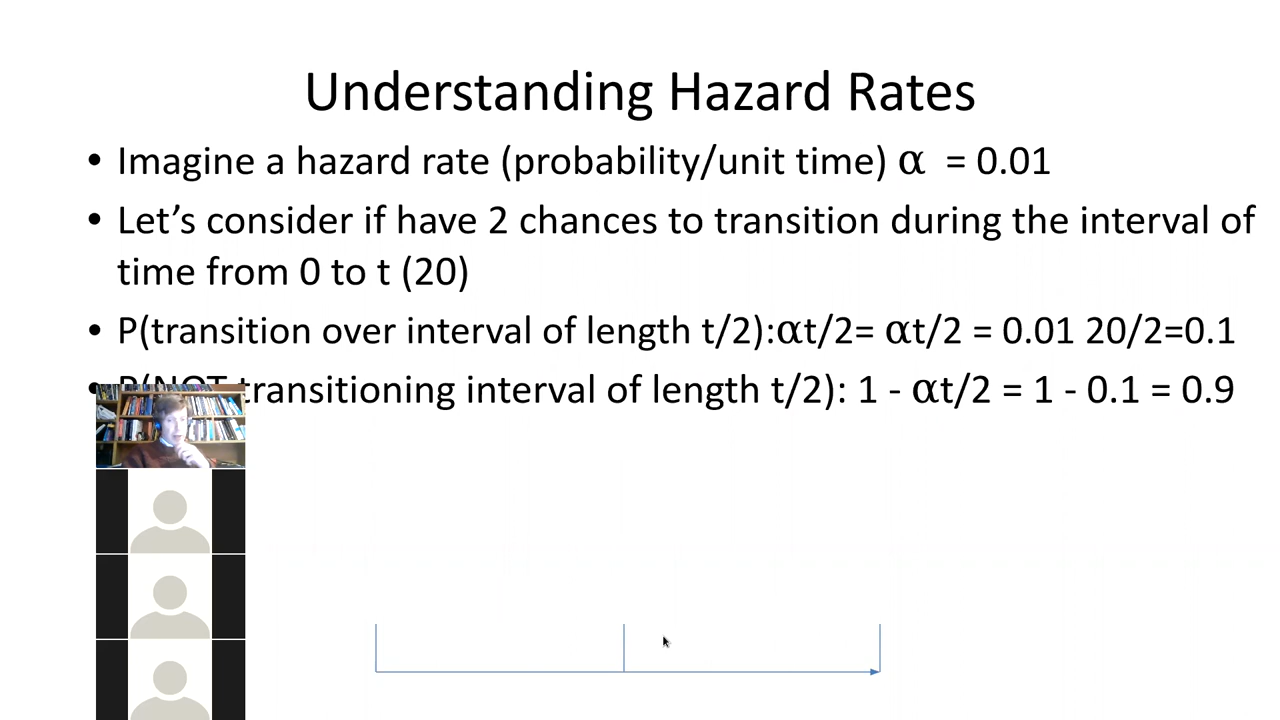 Understanding Hazard Rates
• Imagine a hazard rate (probability/unit time) α = 0.01
• Let’s consider if have 2 chances to transition during the interval of
time from 0 to t (20)
• P(transition over interval of length t/2):αt/2= αt/2 = 0.01 20/2=0.1
• P(NOT transitioning interval of length t/2): 1 - αt/2 = 1 - 0.1 = 0.9